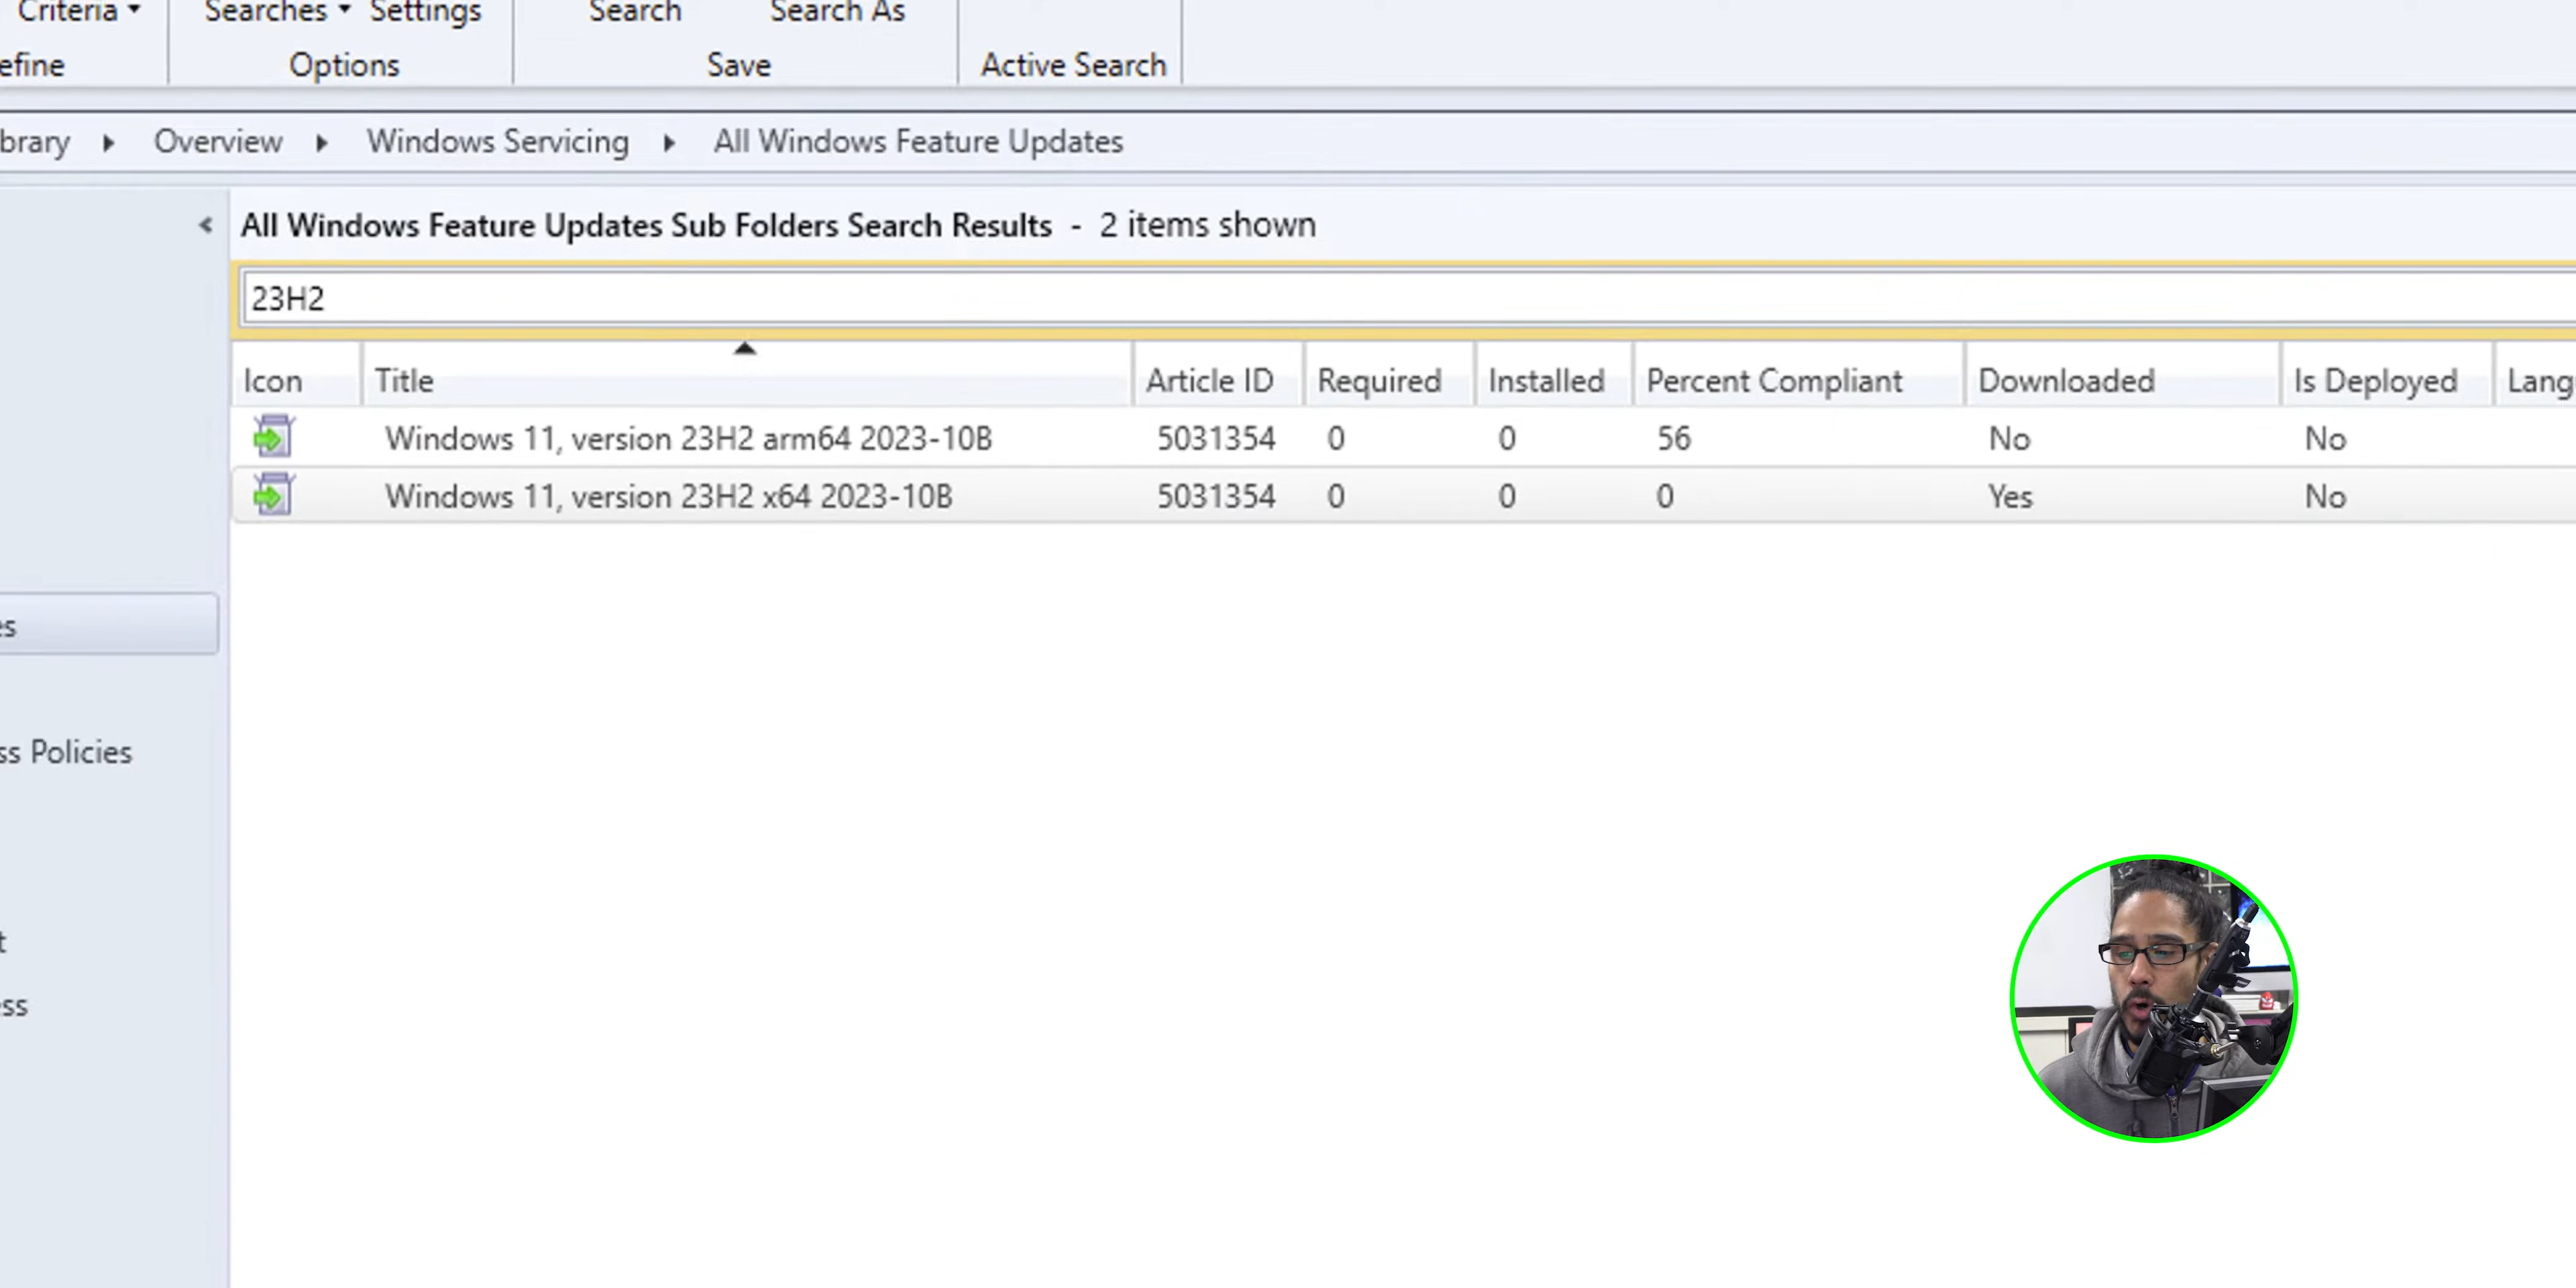 Criteria
Searches Settings
Search Search As
efine
Options
Save
Active Search
brary Overview Windows Servicing All Windows Feature Updates
All Windows Feature Updates Sub Folders Search Results - 2 items shown
23H2
Icon Title Article ID Required Installed Percent Compliant Downloaded Is Deployed Lang
Windows 11, version 23H2 arm64 2023-10B 5031354 0 0 56 No No
Windows 11, version 23H2 x64 2023-10B 5031354 0 0 0 Yes No
es
ss Policies
t
ess